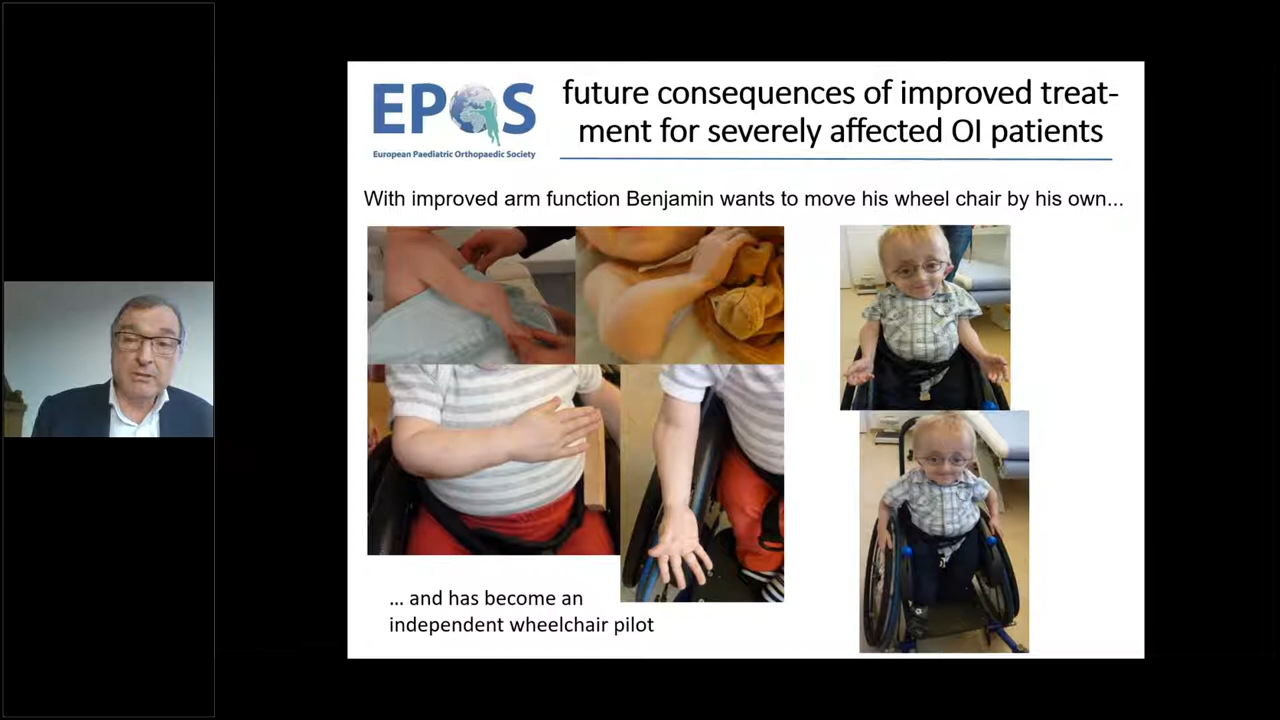 EPOS
European Paediatric Orthopaedic Society
future consequences of improved treat-
ment for severely affected OI patients
With improved arm function Benjamin wants to move his wheel chair by his own...
... and has become an
independent wheelchair pilot